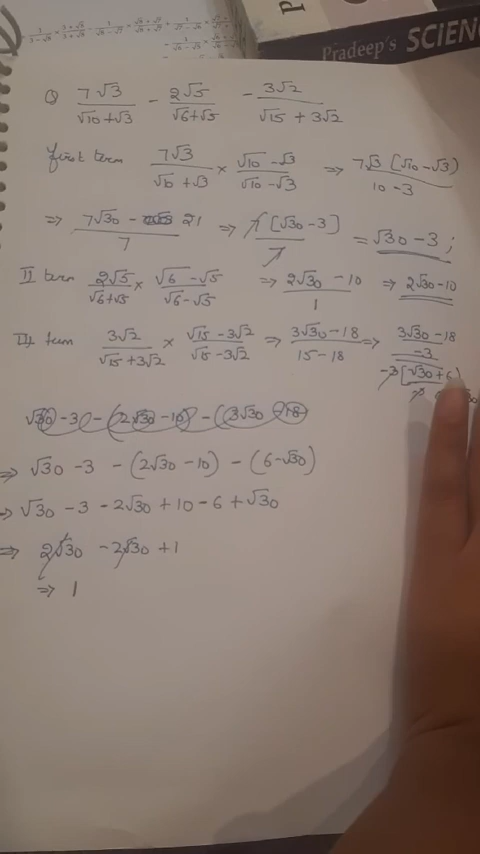 Pradeep's SCIEN
Q 7√3/(√10+√3) - 2√5/(√6+√5) - 3√2/(√15+3√2)
first term 7√3/(√10+√3) × (√10-√3)/(√10-√3) ⇒ 7√3(√10-√3)/(10-3)
⇒ (7√30 - 21)/7 ⇒ 7[√30-3]/7 = √30-3;
II term 2√5/(√6+√5) × (√6-√5)/(√6-√5) ⇒ (2√30-10)/1 ⇒ 2√30-10
term 3√2/(√15+3√2) × (√15-3√2)/(√15-3√2) ⇒ (3√30-18)/(15-18) ⇒ (3√30-18)/-3
-3[√30+6
√30-3-(2√30-10)-(3√30
⇒ √30-3 -(2√30-10)-(6-√30)
⇒ √30-3-2√30+10-6+√30
⇒ 2√30-2√30+1
⇒ 1